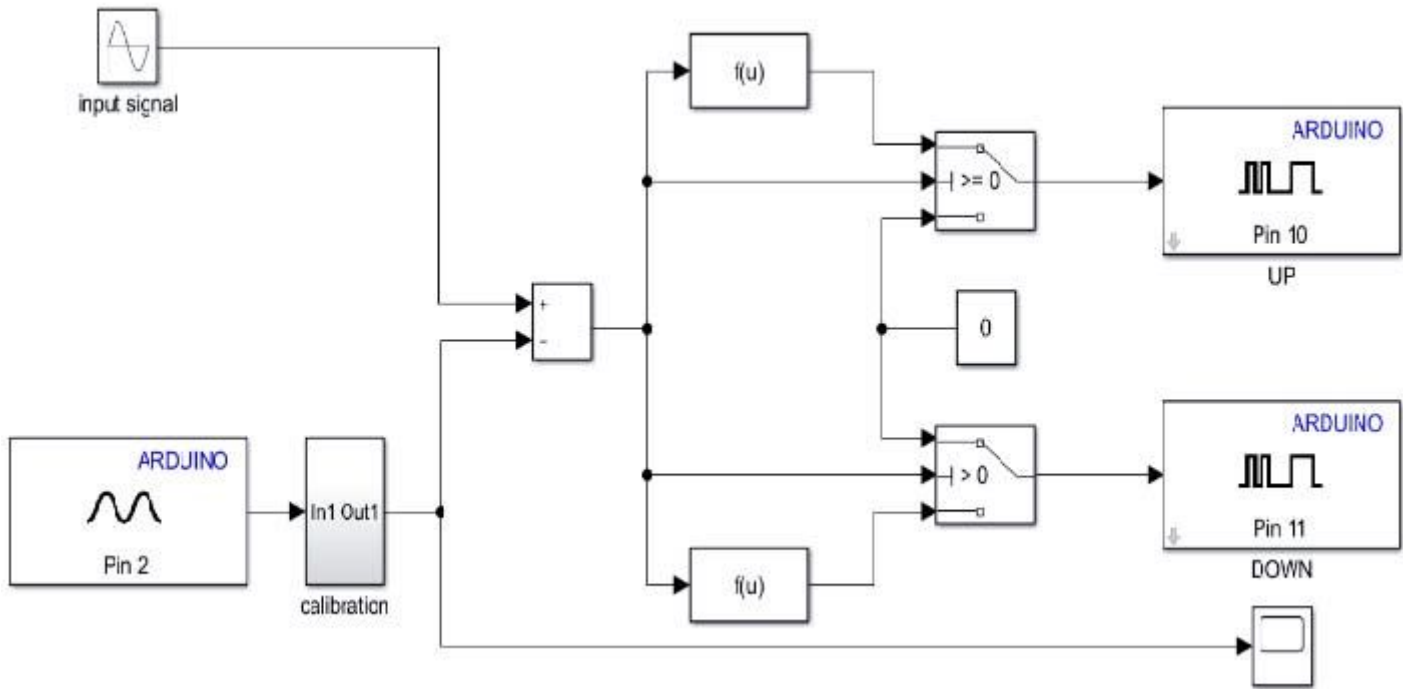 input signal
f(u)
ARDUINO
>= 0
Pin 10
UP
+
-
0
ARDUINO
ARDUINO
> 0
In1 Out1
Pin 2
Pin 11
DOWN
f(u)
calibration